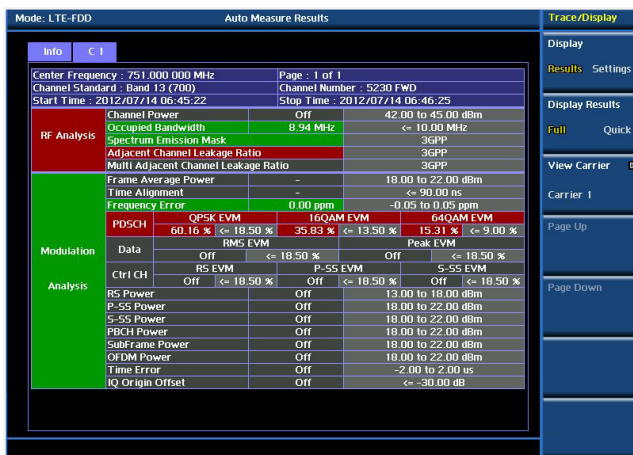 Mode: LTE-FDD Auto Measure Results Trace/Display
Info C 1
Center Frequency : 751.000 000 MHz Page : 1 of 1
Channel Standard : Band 13 (700) Channel Number : 5230 FWD
Start Time : 2012/07/14 06:45:22 Stop Time : 2012/07/14 06:46:25
RF Analysis
Channel Power Off 42.00 to 45.00 dBm
Occupied Bandwidth 8.94 MHz <= 10.00 MHz
Spectrum Emission Mask 3GPP
Adjacent Channel Leakage Ratio 3GPP
Multi Adjacent Channel Leakage Ratio 3GPP
Modulation
Analysis
Frame Average Power – 18.00 to 22.00 dBm
Time Alignment – <= 90.00 ns
Frequency Error 0.00 ppm -0.05 to 0.05 ppm
PDSCH QPSK EVM 16QAM EVM 64QAM EVM
60.16 % <= 18.50 % 35.83 % <= 13.50 % 15.31 % <= 9.00 %
Data RMS EVM Peak EVM
Off <= 18.50 % Off <= 18.50 %
Ctrl CH RS EVM P-SS EVM S-SS EVM
Off <= 18.50 % Off <= 18.50 % Off <= 18.50 %
RS Power Off 13.00 to 18.00 dBm
P-SS Power Off 18.00 to 22.00 dBm
S-SS Power Off 18.00 to 22.00 dBm
PBCH Power Off 18.00 to 22.00 dBm
SubFrame Power Off 18.00 to 22.00 dBm
OFDM Power Off 18.00 to 22.00 dBm
Time Error Off -2.00 to 2.00 us
IQ Origin Offset Off <= -30.00 dB
Display
Results Settings
Display Results
Full Quick
View Carrier
Carrier 1
Page Up
Page Down